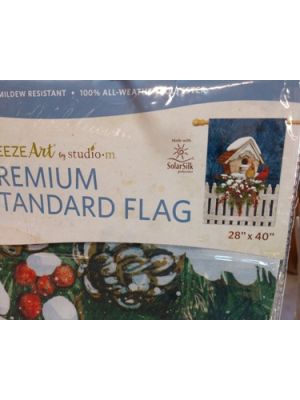 MILDEW RESISTANT • 100% ALL-WEATHER
EEZE Art by studio•m
Made with
SolarSilk
REMIUM
TANDARD FLAG
28" x 40"